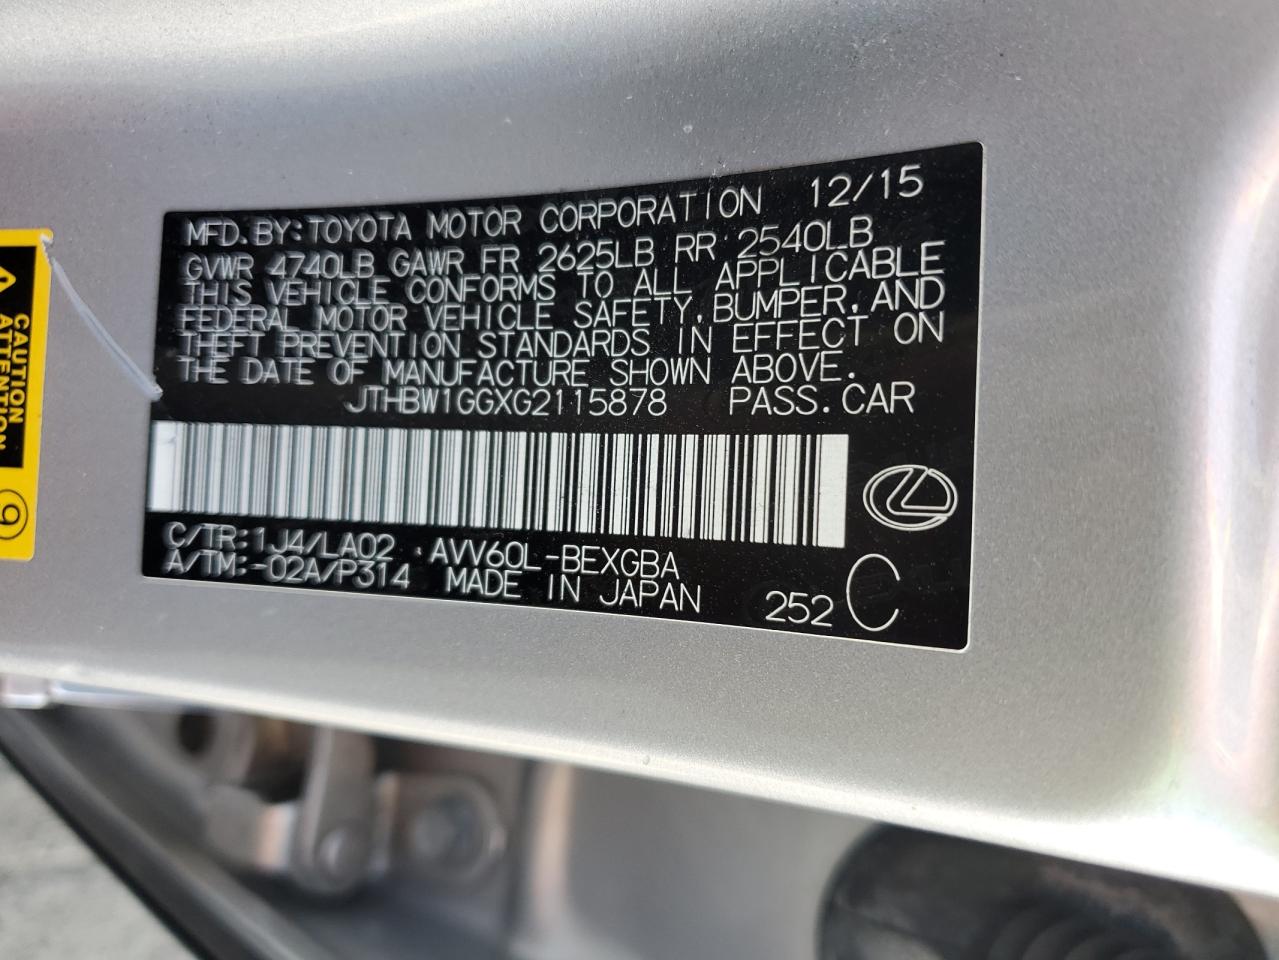 MFD.BY:TOYOTA MOTOR CORPORATION 12/15
GVWR 4740LB GAWR FR 2625LB RR 2540LB
THIS VEHICLE CONFORMS TO ALL APPLICABLE
FEDERAL MOTOR VEHICLE SAFETY,BUMPER,AND
THEFT PREVENTION STANDARDS IN EFFECT ON
THE DATE OF MANUFACTURE SHOWN ABOVE.
JTHBW1GGXG2115878 PASS.CAR
C/TR:1J4/LA02 AVV60L-BEXGBA
A/TM:-02A/P314 MADE IN JAPAN 252 C
CAUTION
ATTENTION
9